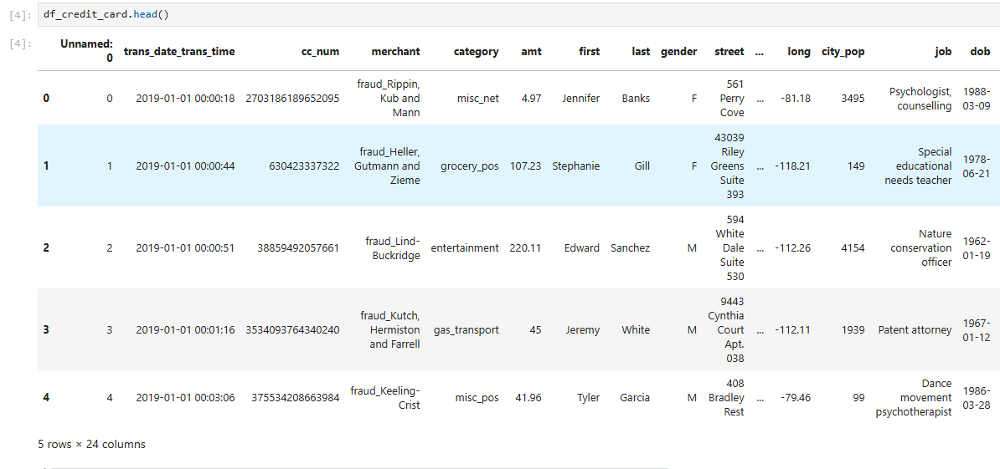 [4]: df_credit_card.head()
[4]:
Unnamed: 0 trans_date_trans_time cc_num merchant category amt first last gender street ... long city_pop job dob
0 0 2019-01-01 00:00:18 2703186189652095 fraud_Rippin, Kub and Mann misc_net 4.97 Jennifer Banks F 561 Perry Cove ... -81.18 3495 Psychologist, counselling 1988-03-09
1 1 2019-01-01 00:00:44 630423337322 fraud_Heller, Gutmann and Zieme grocery_pos 107.23 Stephanie Gill F 43039 Riley Greens Suite 393 ... -118.21 149 Special educational needs teacher 1978-06-21
2 2 2019-01-01 00:00:51 38859492057661 fraud_Lind-Buckridge entertainment 220.11 Edward Sanchez M 594 White Dale Suite 530 ... -112.26 4154 Nature conservation officer 1962-01-19
3 3 2019-01-01 00:01:16 3534093764340240 fraud_Kutch, Hermiston and Farrell gas_transport 45 Jeremy White M 9443 Cynthia Court Apt. 038 ... -112.11 1939 Patent attorney 1967-01-12
4 4 2019-01-01 00:03:06 375534208663984 fraud_Keeling-Crist misc_pos 41.96 Tyler Garcia M 408 Bradley Rest ... -79.46 99 Dance movement psychotherapist 1986-03-28
5 rows × 24 columns